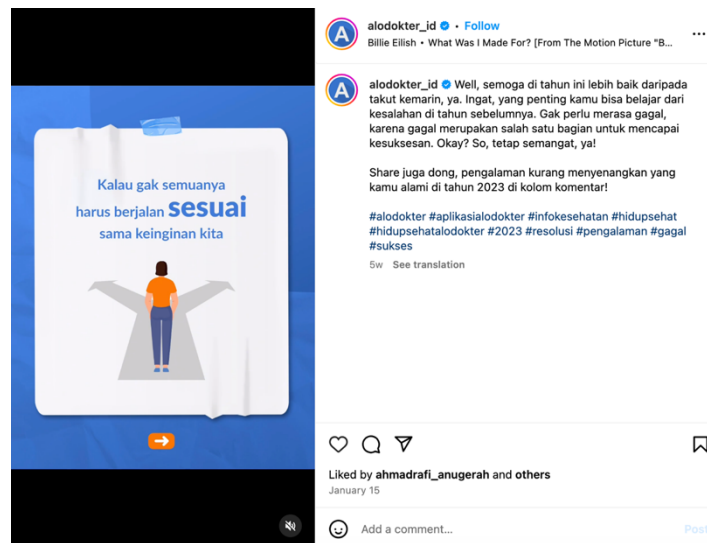 Kalau gak semuanya
harus berjalan sesuai
sama keinginan kita
A
alodokter_id • Follow
Billie Eilish • What Was I Made For? [From The Motion Picture "B...
A
alodokter_id Well, semoga di tahun ini lebih baik daripada
takut kemarin, ya. Ingat, yang penting kamu bisa belajar dari
kesalahan di tahun sebelumnya. Gak perlu merasa gagal,
karena gagal merupakan salah satu bagian untuk mencapai
kesuksesan. Okay? So, tetap semangat, ya!
Share juga dong, pengalaman kurang menyenangkan yang
kamu alami di tahun 2023 di kolom komentar!
#alodokter #aplikasialodokter #infokesehatan #hidupsehat
#hidupsehatalodokter #2023 #resolusi #pengalaman #gagal
#sukses
5w See translation
Liked by ahmadrafi_anugerah and others
January 15
Add a comment...
Post